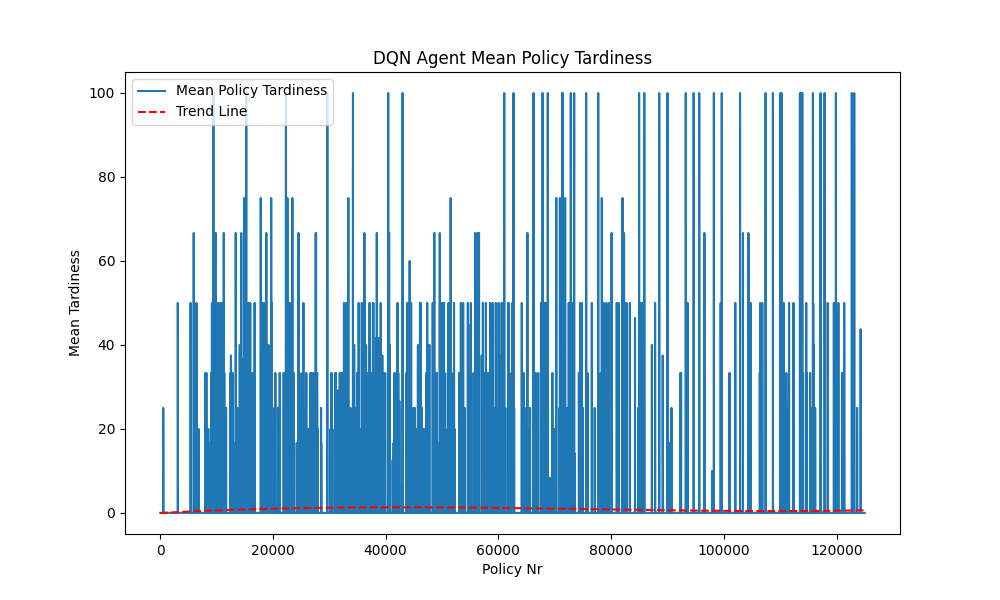 DQN Agent Mean Policy Tardiness
Mean Policy Tardiness
Trend Line
Mean Tardiness
100
80
60
40
20
0
0 20000 40000 60000 80000 100000 120000
Policy Nr